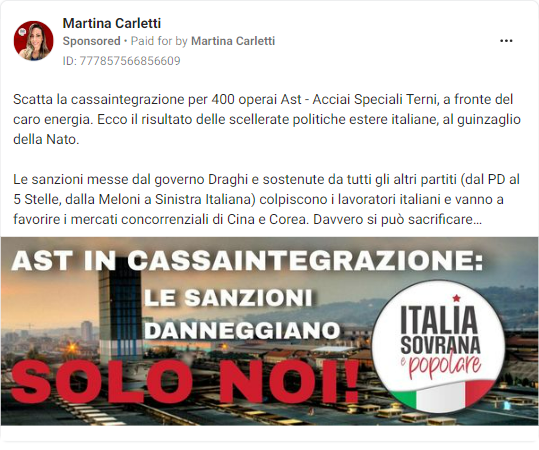 Martina Carletti
Sponsored • Paid for by Martina Carletti
ID: 777857566856609
Scatta la cassaintegrazione per 400 operai Ast - Acciai Speciali Terni, a fronte del
caro energia. Ecco il risultato delle scellerate politiche estere italiane, al guinzaglio
della Nato.
Le sanzioni messe dal governo Draghi e sostenute da tutti gli altri partiti (dal PD al
5 Stelle, dalla Meloni a Sinistra Italiana) colpiscono i lavoratori italiani e vanno a
favorire i mercati concorrenziali di Cina e Corea. Davvero si può sacrificare...
AST IN CASSAINTEGRAZIONE:
LE SANZIONI
DANNEGGIANO
SOLO NOI!
ITALIA
SOVRANA
e popolare